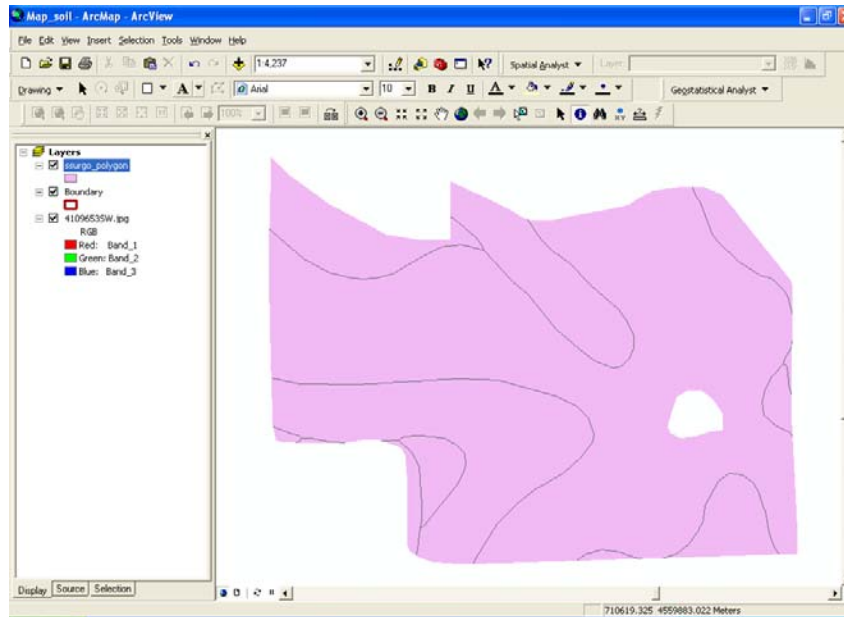 Map_soil - ArcMap - ArcView
File Edit View Insert Selection Tools Window Help
1:4,237 Spatial Analyst Layer:
Drawing A Arial 10 B I U A Geostatistical Analyst
100%
Layers
ssurgo_polygon
Boundary
41096535W.jpg
RGB
Red: Band_1
Green: Band_2
Blue: Band_3
Display Source Selection
710619.325 4559883.022 Meters